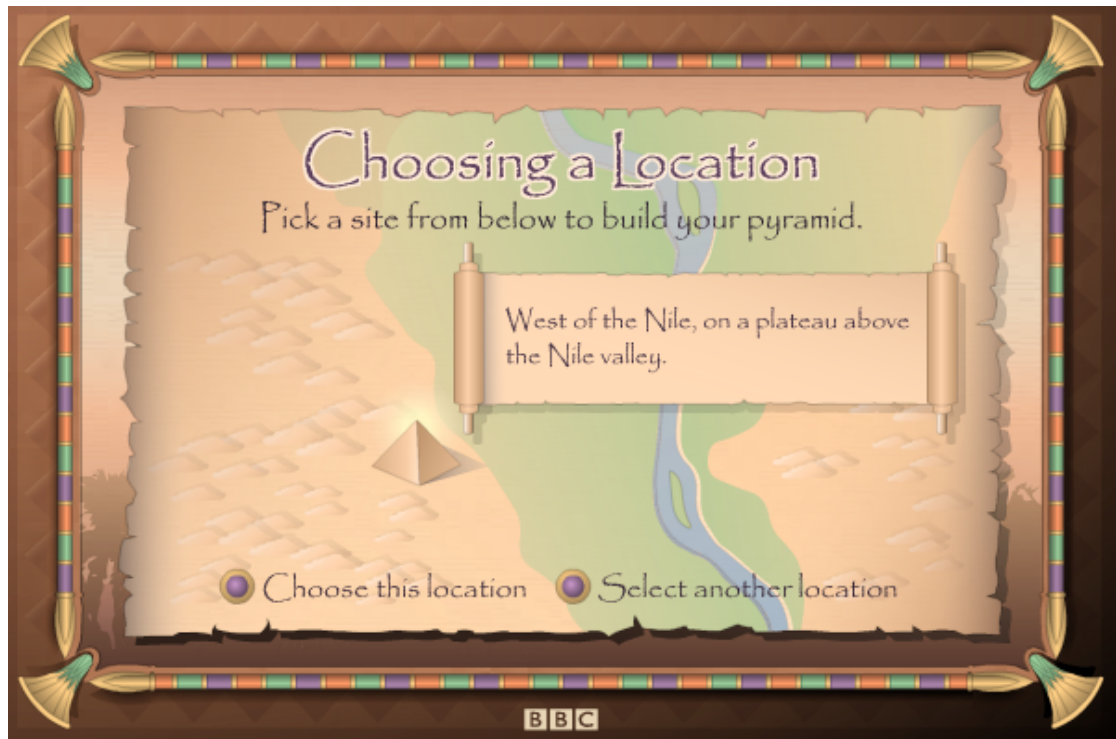 Choosing a Location
Pick a site from below to build your pyramid.
West of the Nile, on a plateau above
the Nile valley.
Choose this location
Select another location
BBC